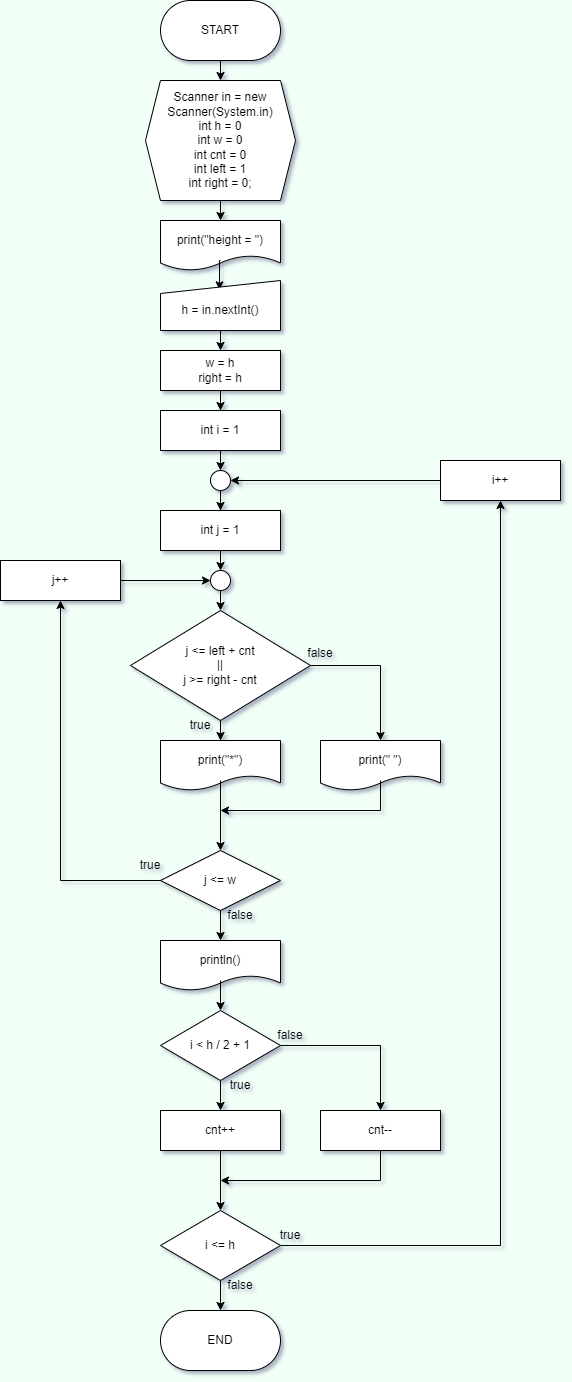 START
Scanner in = new
Scanner(System.in)
int h = 0
int w = 0
int cnt = 0
int left = 1
int right = 0;
print("height = ")
h = in.nextInt()
w = h
right = h
int i = 1
i++
int j = 1
j++
j <= left + cnt
||
j >= right - cnt
false
true
print("*")
print(" ")
true
j <= w
false
println()
i < h / 2 + 1
false
true
cnt++
cnt--
i <= h
true
false
END